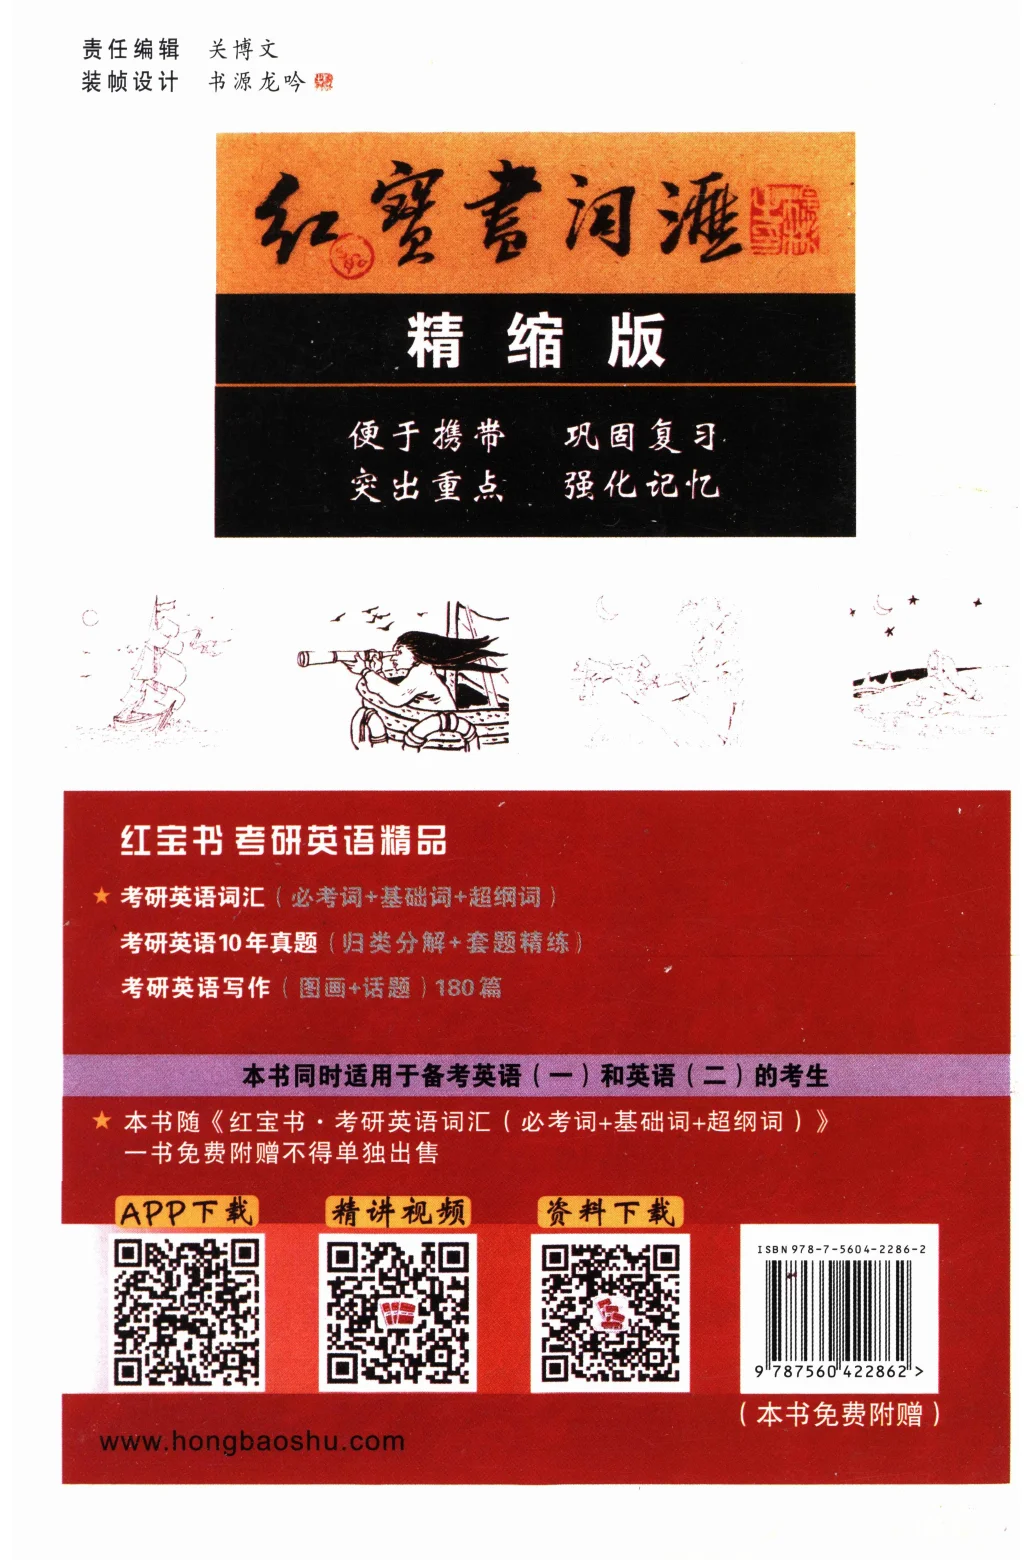 责任编辑 关博文
装帧设计 书源龙吟
红寶書词滙
精缩版
便于携带 巩固复习
突出重点 强化记忆
红宝书 考研英语精品
★ 考研英语词汇（必考词+基础词+超纲词）
考研英语10年真题（归类分解+套题精练）
考研英语写作（图画+话题）180篇
本书同时适用于备考英语（一）和英语（二）的考生
★ 本书随《红宝书·考研英语词汇（必考词+基础词+超纲词）》
一书免费附赠不得单独出售
APP下载 精讲视频 资料下载
ISBN 978-7-5604-2286-2
9 787560 422862 >
（本书免费附赠）
www.hongbaoshu.com